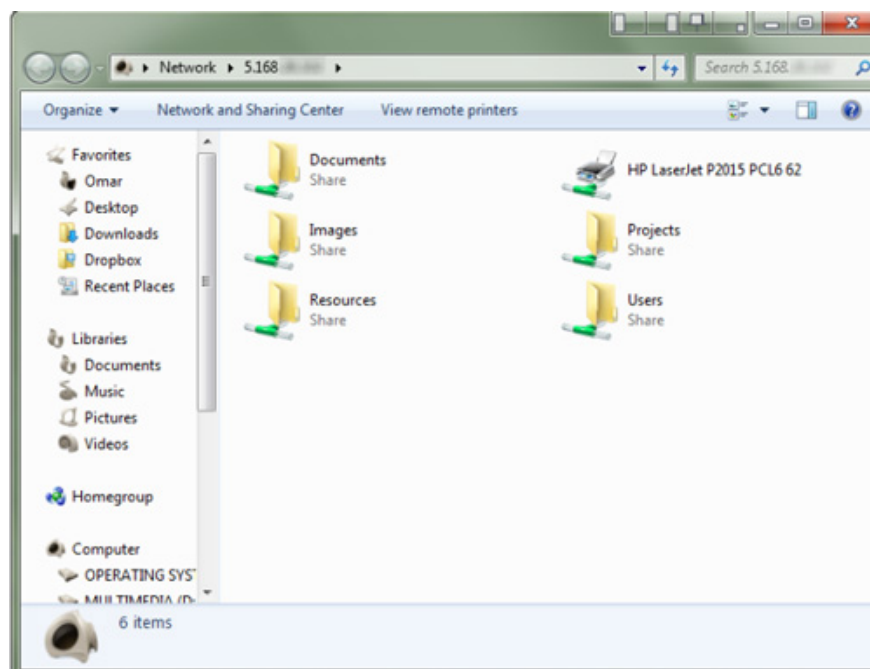 Network 5.168
Search 5.168.
Organize Network and Sharing Center View remote printers
Favorites
Omar
Desktop
Downloads
Dropbox
Recent Places
Libraries
Documents
Music
Pictures
Videos
Homegroup
Computer
OPERATING SYS
MULTIMEDIA (D:
Documents
Share
HP LaserJet P2015 PCL6 62
Images
Share
Projects
Share
Resources
Share
Users
Share
6 items